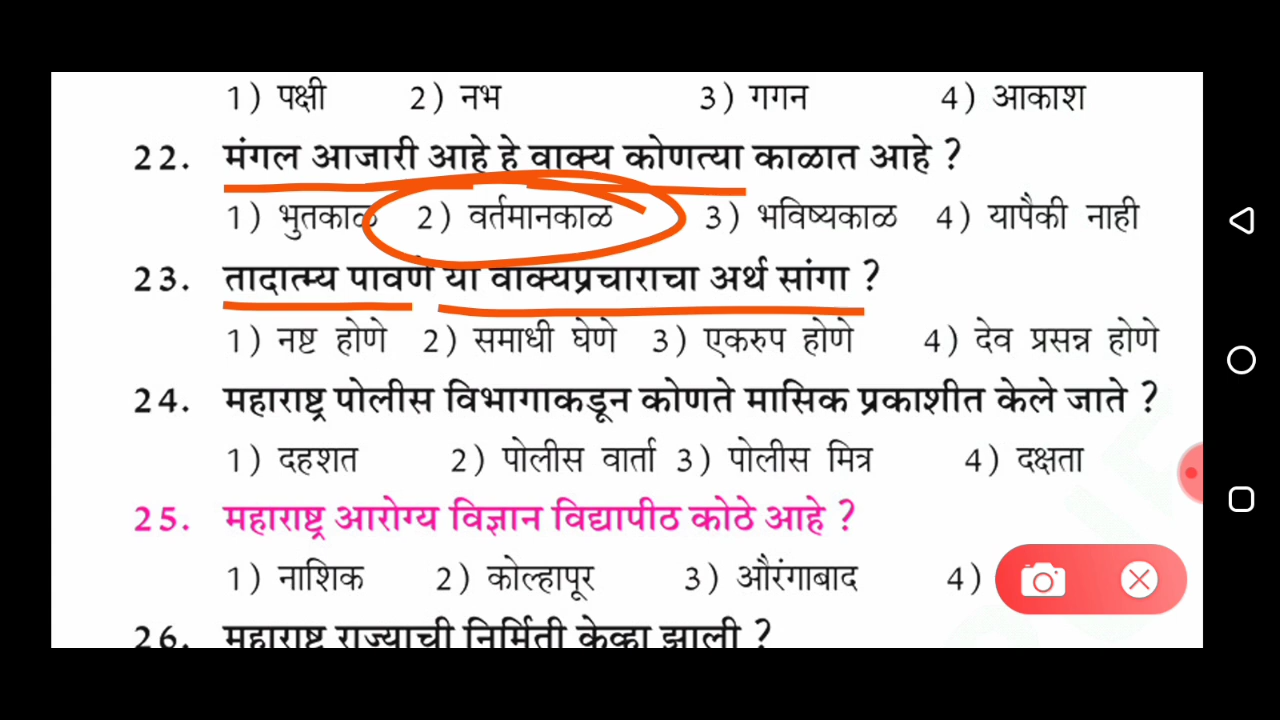 1) पक्षी 2) नभ 3) गगन 4) आकाश
22. मंगल आजारी आहे हे वाक्य कोणत्या काळात आहे ?
1) भुतकाळ 2) वर्तमानकाळ 3) भविष्यकाळ 4) यापैकी नाही
23. तादात्म्य पावणे या वाक्यप्रचाराचा अर्थ सांगा ?
1) नष्ट होणे 2) समाधी घेणे 3) एकरुप होणे 4) देव प्रसन्न होणे
24. महाराष्ट्र पोलीस विभागाकडून कोणते मासिक प्रकाशीत केले जाते ?
1) दहशत 2) पोलीस वार्ता 3) पोलीस मित्र 4) दक्षता
25. महाराष्ट्र आरोग्य विज्ञान विद्यापीठ कोठे आहे ?
1) नाशिक 2) कोल्हापूर 3) औरंगाबाद 4)
26. महाराष्ट्र राज्याची निर्मिती केव्हा झाली ?